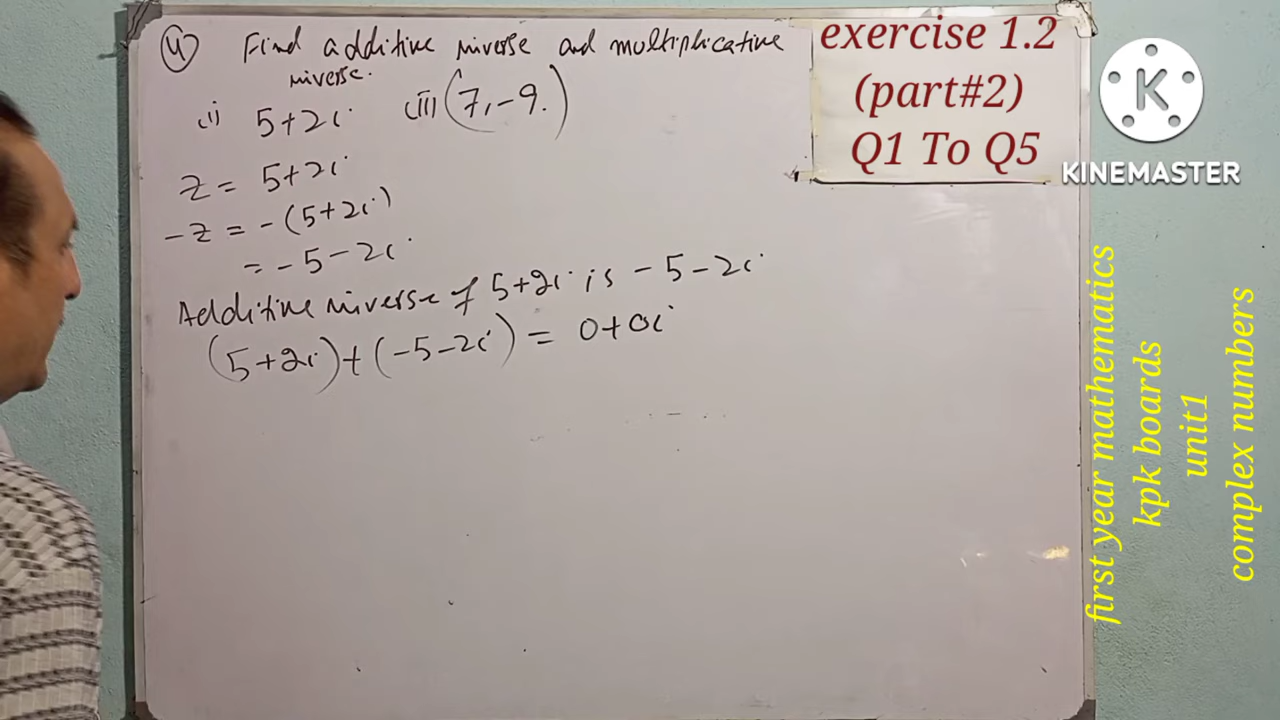 (4) Find additive inverse and multiplicative
inverse.
(i) 5+2i (ii) (7, -9.)
z = 5+2i
-z = -(5+2i)
= -5-2i
Additive inverse of 5+2i is -5-2i
(5+2i)+(-5-2i) = 0+0i
exercise 1.2
(part#2)
Q1 To Q5
K
KINEMASTER
first year mathematics
kpk boards
unit1
complex numbers